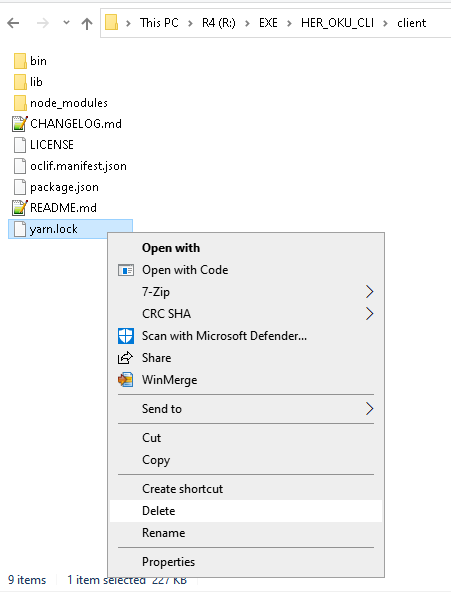 This PC > R4 (R:) > EXE > HER_OKU_CLI > client
bin
lib
node_modules
CHANGELOG.md
LICENSE
oclif.manifest.json
package.json
README.md
yarn.lock
Open with
Open with Code
7-Zip
CRC SHA
Scan with Microsoft Defender...
Share
WinMerge
Send to
Cut
Copy
Create shortcut
Delete
Rename
Properties
9 items 1 item selected 227 KB